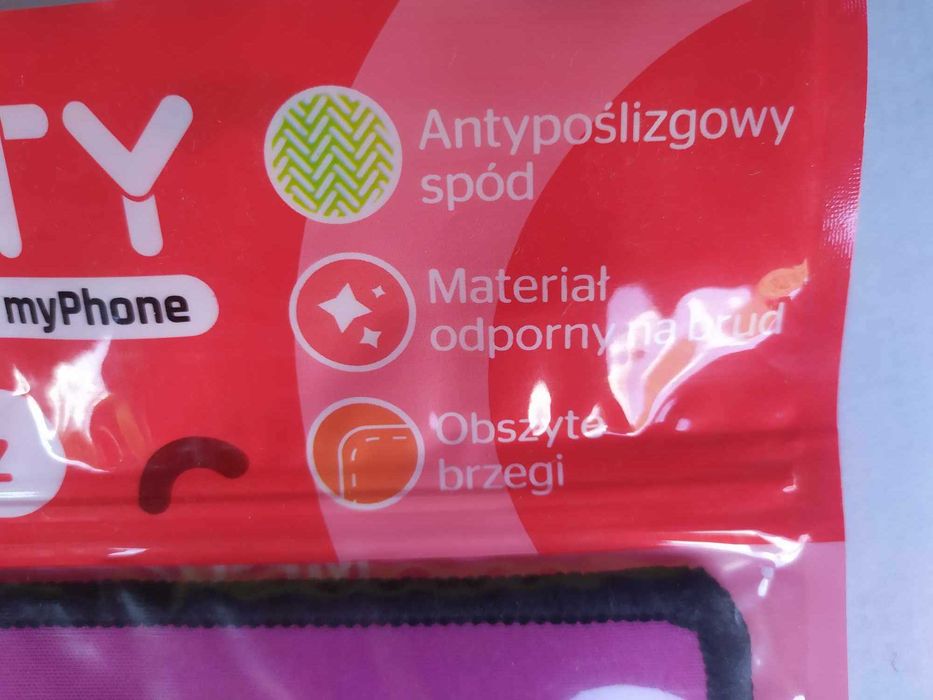 TY
myPhone
Antypoślizgowy
spód
Materiał
odporny na brud
Obszyte
brzegi